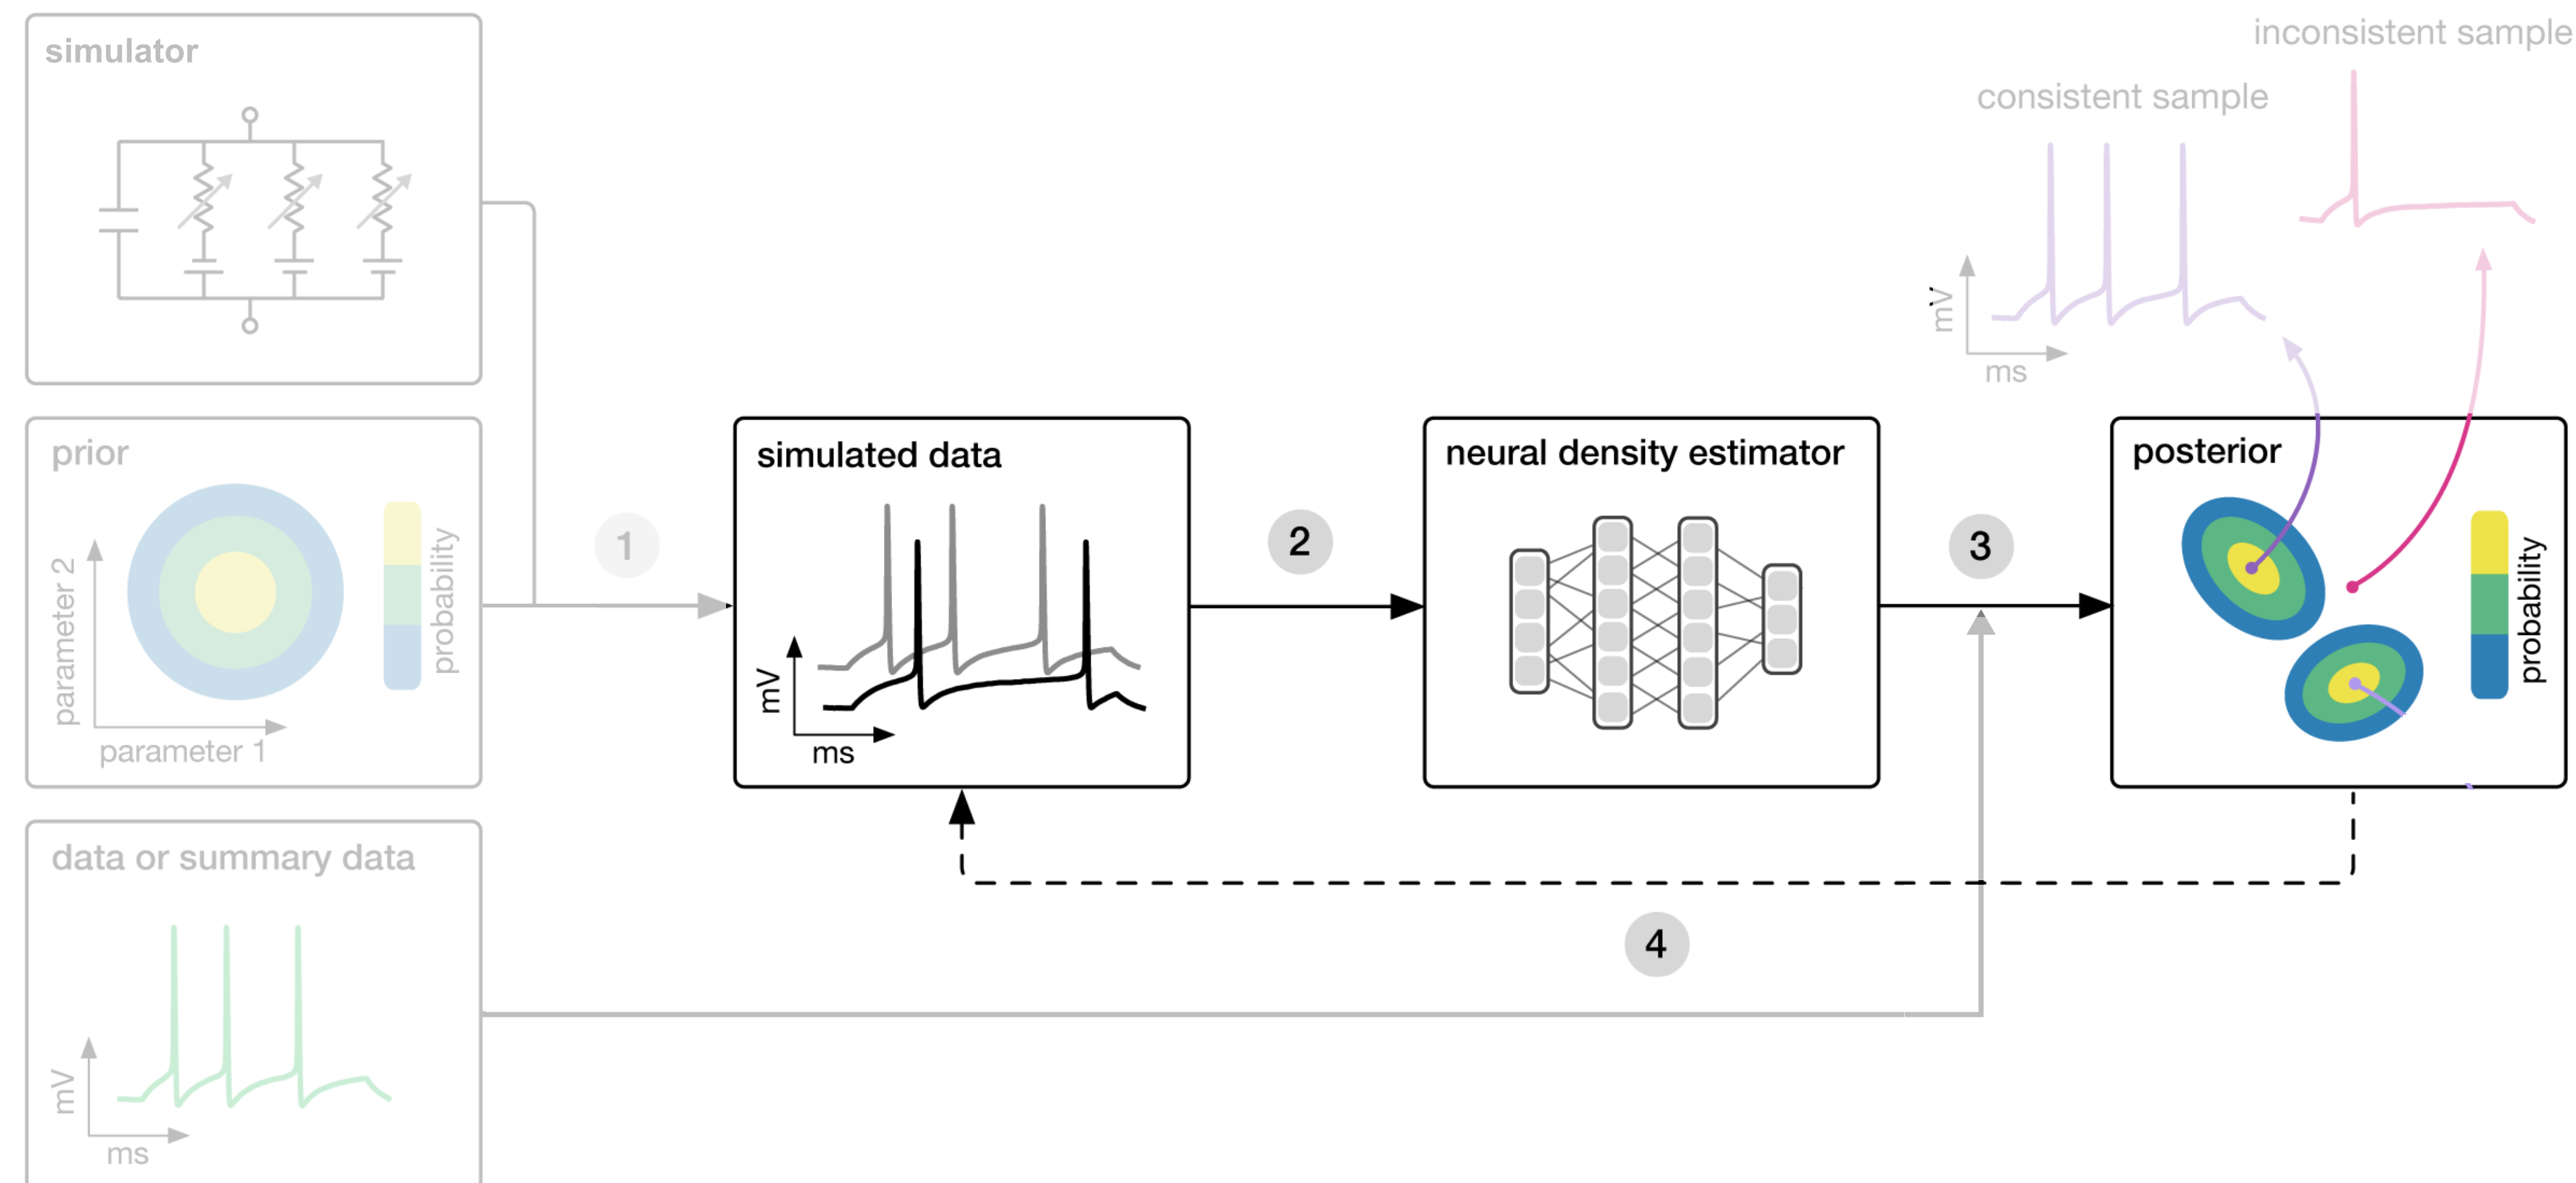 simulator
prior
parameter 2
parameter 1
probability
data or summary data
mV
ms
1
simulated data
mV
ms
2
neural density estimator
3
4
inconsistent sample
consistent sample
mV
ms
posterior
probability